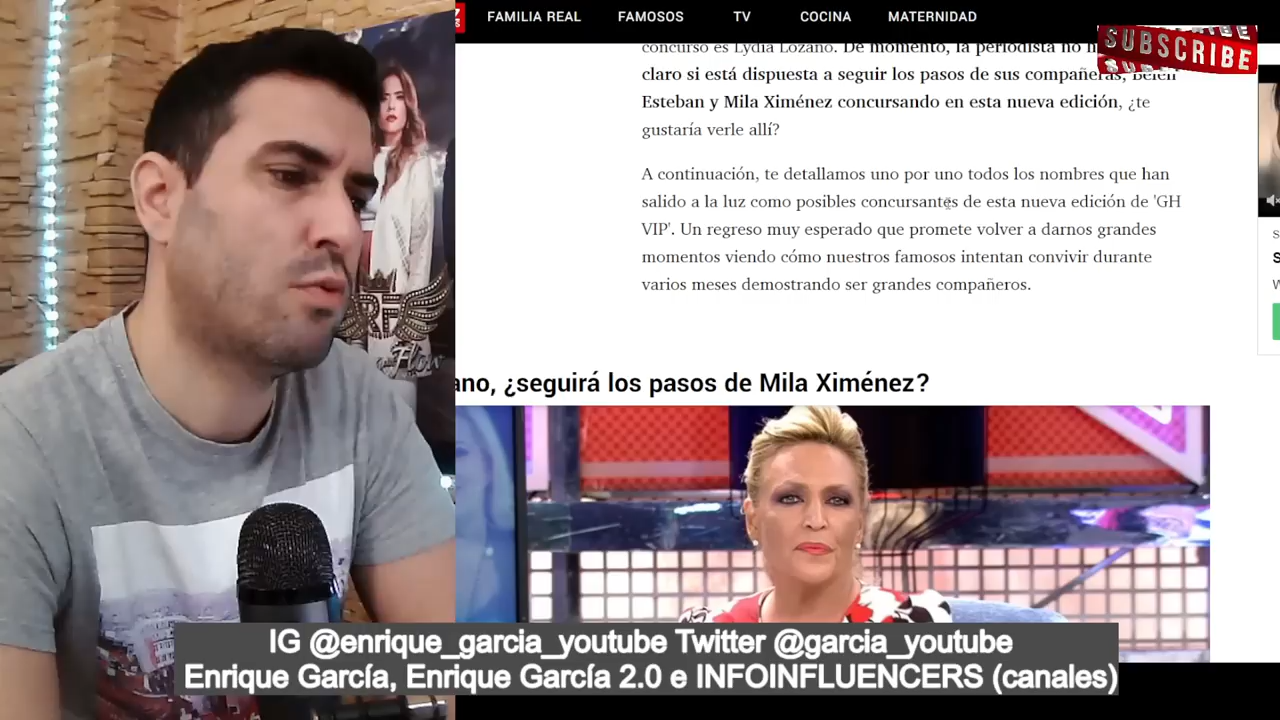 FAMILIA REAL FAMOSOS TV COCINA MATERNIDAD
SUBSCRIBE
concurso es Lydia Lozano. De momento, la periodista no
claro si está dispuesta a seguir los pasos de sus compañeras, Belén
Esteban y Mila Ximénez concursando en esta nueva edición, ¿te
gustaría verle allí?
A continuación, te detallamos uno por uno todos los nombres que han
salido a la luz como posibles concursantes de esta nueva edición de 'GH
VIP'. Un regreso muy esperado que promete volver a darnos grandes
momentos viendo cómo nuestros famosos intentan convivir durante
varios meses demostrando ser grandes compañeros.
ano, ¿seguirá los pasos de Mila Ximénez?
RF
Flow
IG @enrique_garcia_youtube Twitter @garcia_youtube
Enrique García, Enrique García 2.0 e INFOINFLUENCERS (canales)